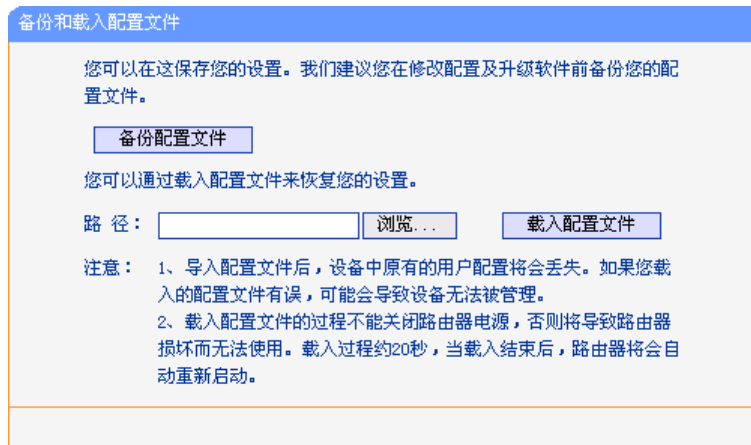 备份和载入配置文件
您可以在这保存您的设置。我们建议您在修改配置及升级软件前备份您的配
置文件。
备份配置文件
您可以通过载入配置文件来恢复您的设置。
路 径： 浏览... 载入配置文件
注意： 1、导入配置文件后，设备中原有的用户配置将会丢失。如果您载
入的配置文件有误，可能会导致设备无法被管理。
2、载入配置文件的过程不能关闭路由器电源，否则将导致路由器
损坏而无法使用。载入过程约20秒，当载入结束后，路由器将会自
动重新启动。